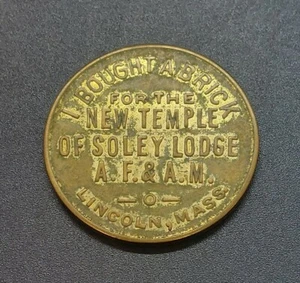 I BOUGHT A BRICK
FOR THE
NEW TEMPLE
OF SOLEY LODGE
A.F.&A.M.
LINCOLN, MASS.